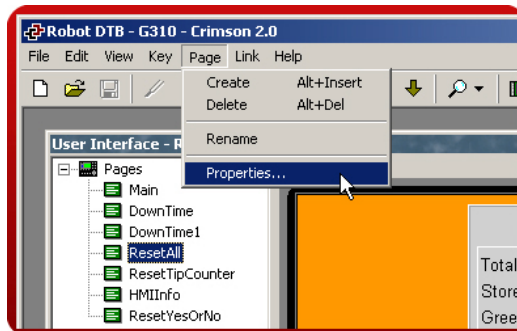 Robot DTB - G310 - Crimson 2.0
File Edit View Key Page Link Help
Create Alt+Insert
Delete Alt+Del
Rename
Properties...
User Interface - R
Pages
Main
DownTime
DownTime1
ResetAll
ResetTipCounter
HMIInfo
ResetYesOrNo
Total
Store
Gree